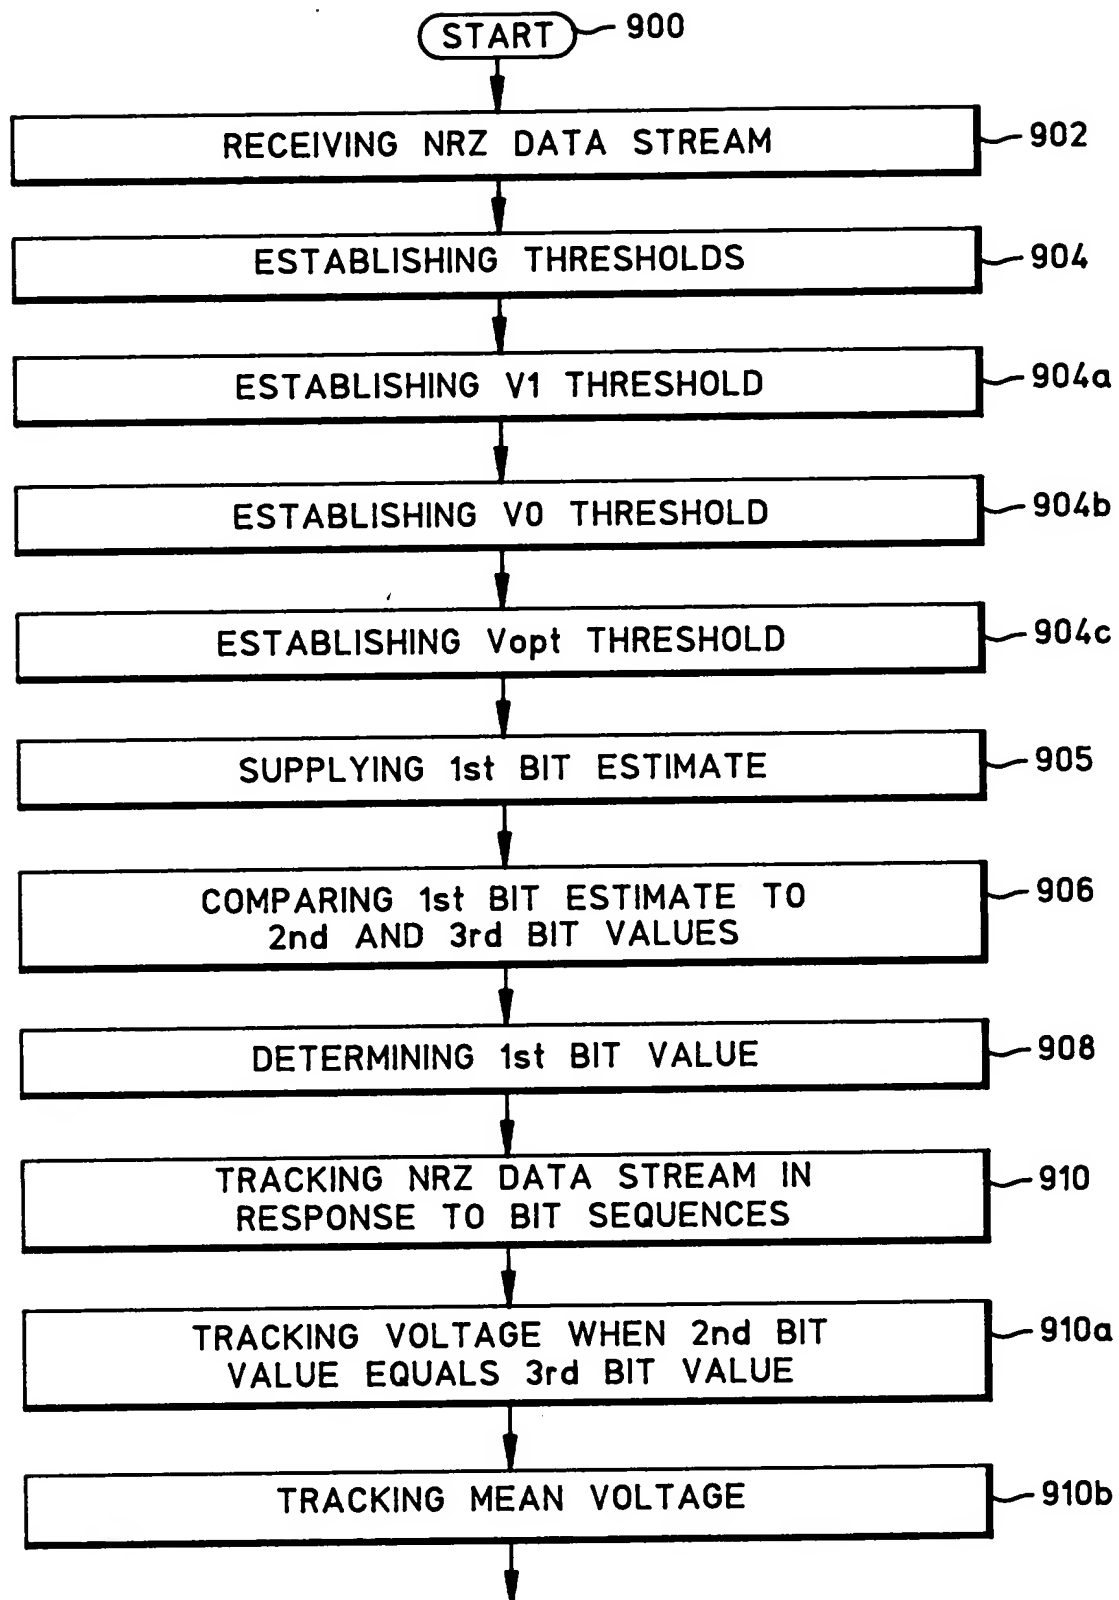 START 900
RECEIVING NRZ DATA STREAM 902
ESTABLISHING THRESHOLDS 904
ESTABLISHING V1 THRESHOLD 904a
ESTABLISHING V0 THRESHOLD 904b
ESTABLISHING Vopt THRESHOLD 904c
SUPPLYING 1st BIT ESTIMATE 905
COMPARING 1st BIT ESTIMATE TO 906
2nd AND 3rd BIT VALUES
DETERMINING 1st BIT VALUE 908
TRACKING NRZ DATA STREAM IN 910
RESPONSE TO BIT SEQUENCES
TRACKING VOLTAGE WHEN 2nd BIT 910a
VALUE EQUALS 3rd BIT VALUE
TRACKING MEAN VOLTAGE 910b